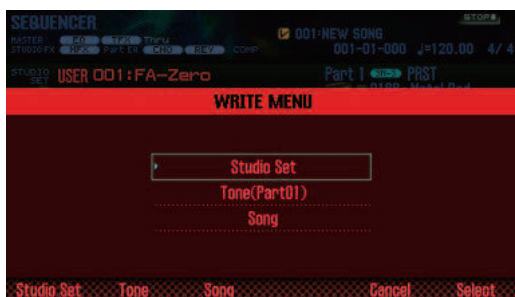 SEQUENCER
STOP
MASTER EQ TFX Thru
001:NEW SONG
STUDIO FX MFX Part EQ CHO REV COMP
001-01-000 ♩=120.00 4/4
STUDIO SET USER 001:FA-Zero
Part 1 PRST
WRITE MENU
Studio Set
Tone(Part01)
Song
Studio Set Tone Song Cancel Select